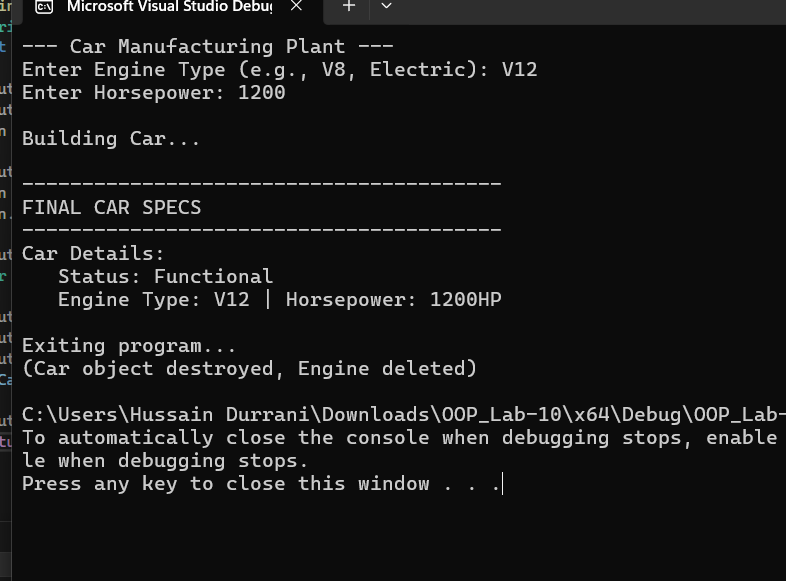 Microsoft Visual Studio Debug
--- Car Manufacturing Plant ---
Enter Engine Type (e.g., V8, Electric): V12
Enter Horsepower: 1200
Building Car...
----------------------------------------
FINAL CAR SPECS
----------------------------------------
Car Details:
   Status: Functional
   Engine Type: V12 | Horsepower: 1200HP
Exiting program...
(Car object destroyed, Engine deleted)
C:\Users\Hussain Durrani\Downloads\OOP_Lab-10\x64\Debug\OOP_Lab-
To automatically close the console when debugging stops, enable
le when debugging stops.
Press any key to close this window . . .